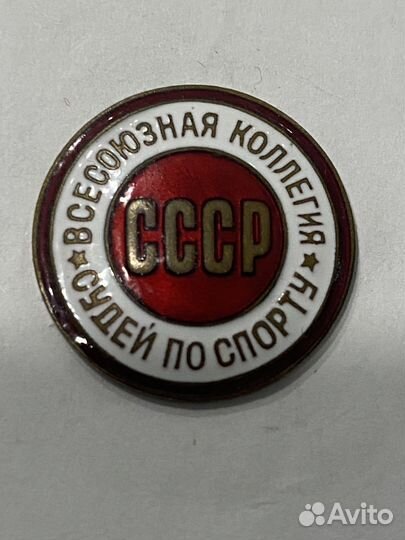 ВСЕСОЮЗНАЯ КОЛЛЕГИЯ
СССР
СУДЕЙ ПО СПОРТУ
Avito